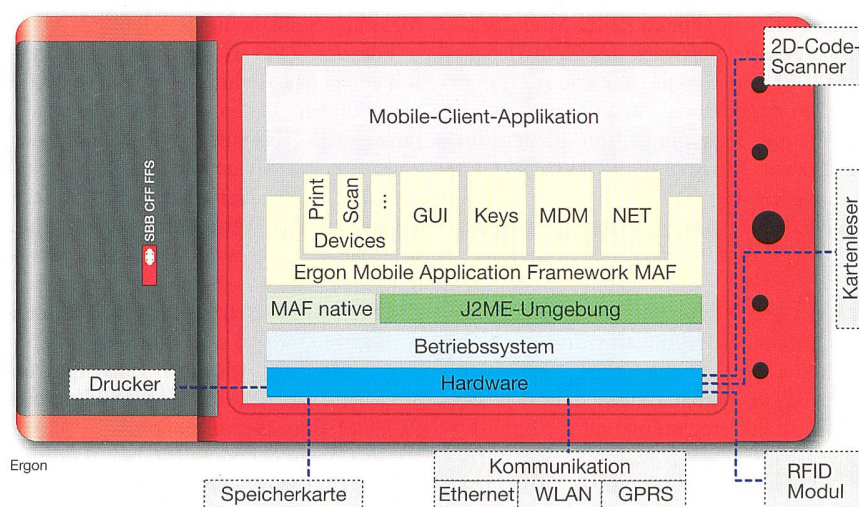 2D-Code-
Scanner
Mobile-Client-Applikation
SBB CFF FFS
Print
Scan
...
Devices
GUI
Keys
MDM
NET
Ergon Mobile Application Framework MAF
Kartenleser
MAF native
J2ME-Umgebung
Betriebssystem
Hardware
Drucker
Ergon
Speicherkarte
Kommunikation
Ethernet
WLAN
GPRS
RFID
Modul